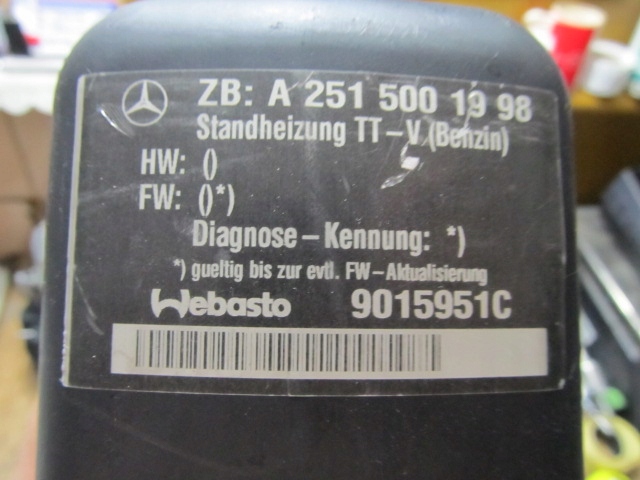 ZB: A 251 500 19 98
Standheizung TT-V (Benzin)
HW: ()
FW: ()*)
Diagnose - Kennung: *)
*) gueltig bis zur evtl. FW-Aktualisierung
Webasto 9015951C